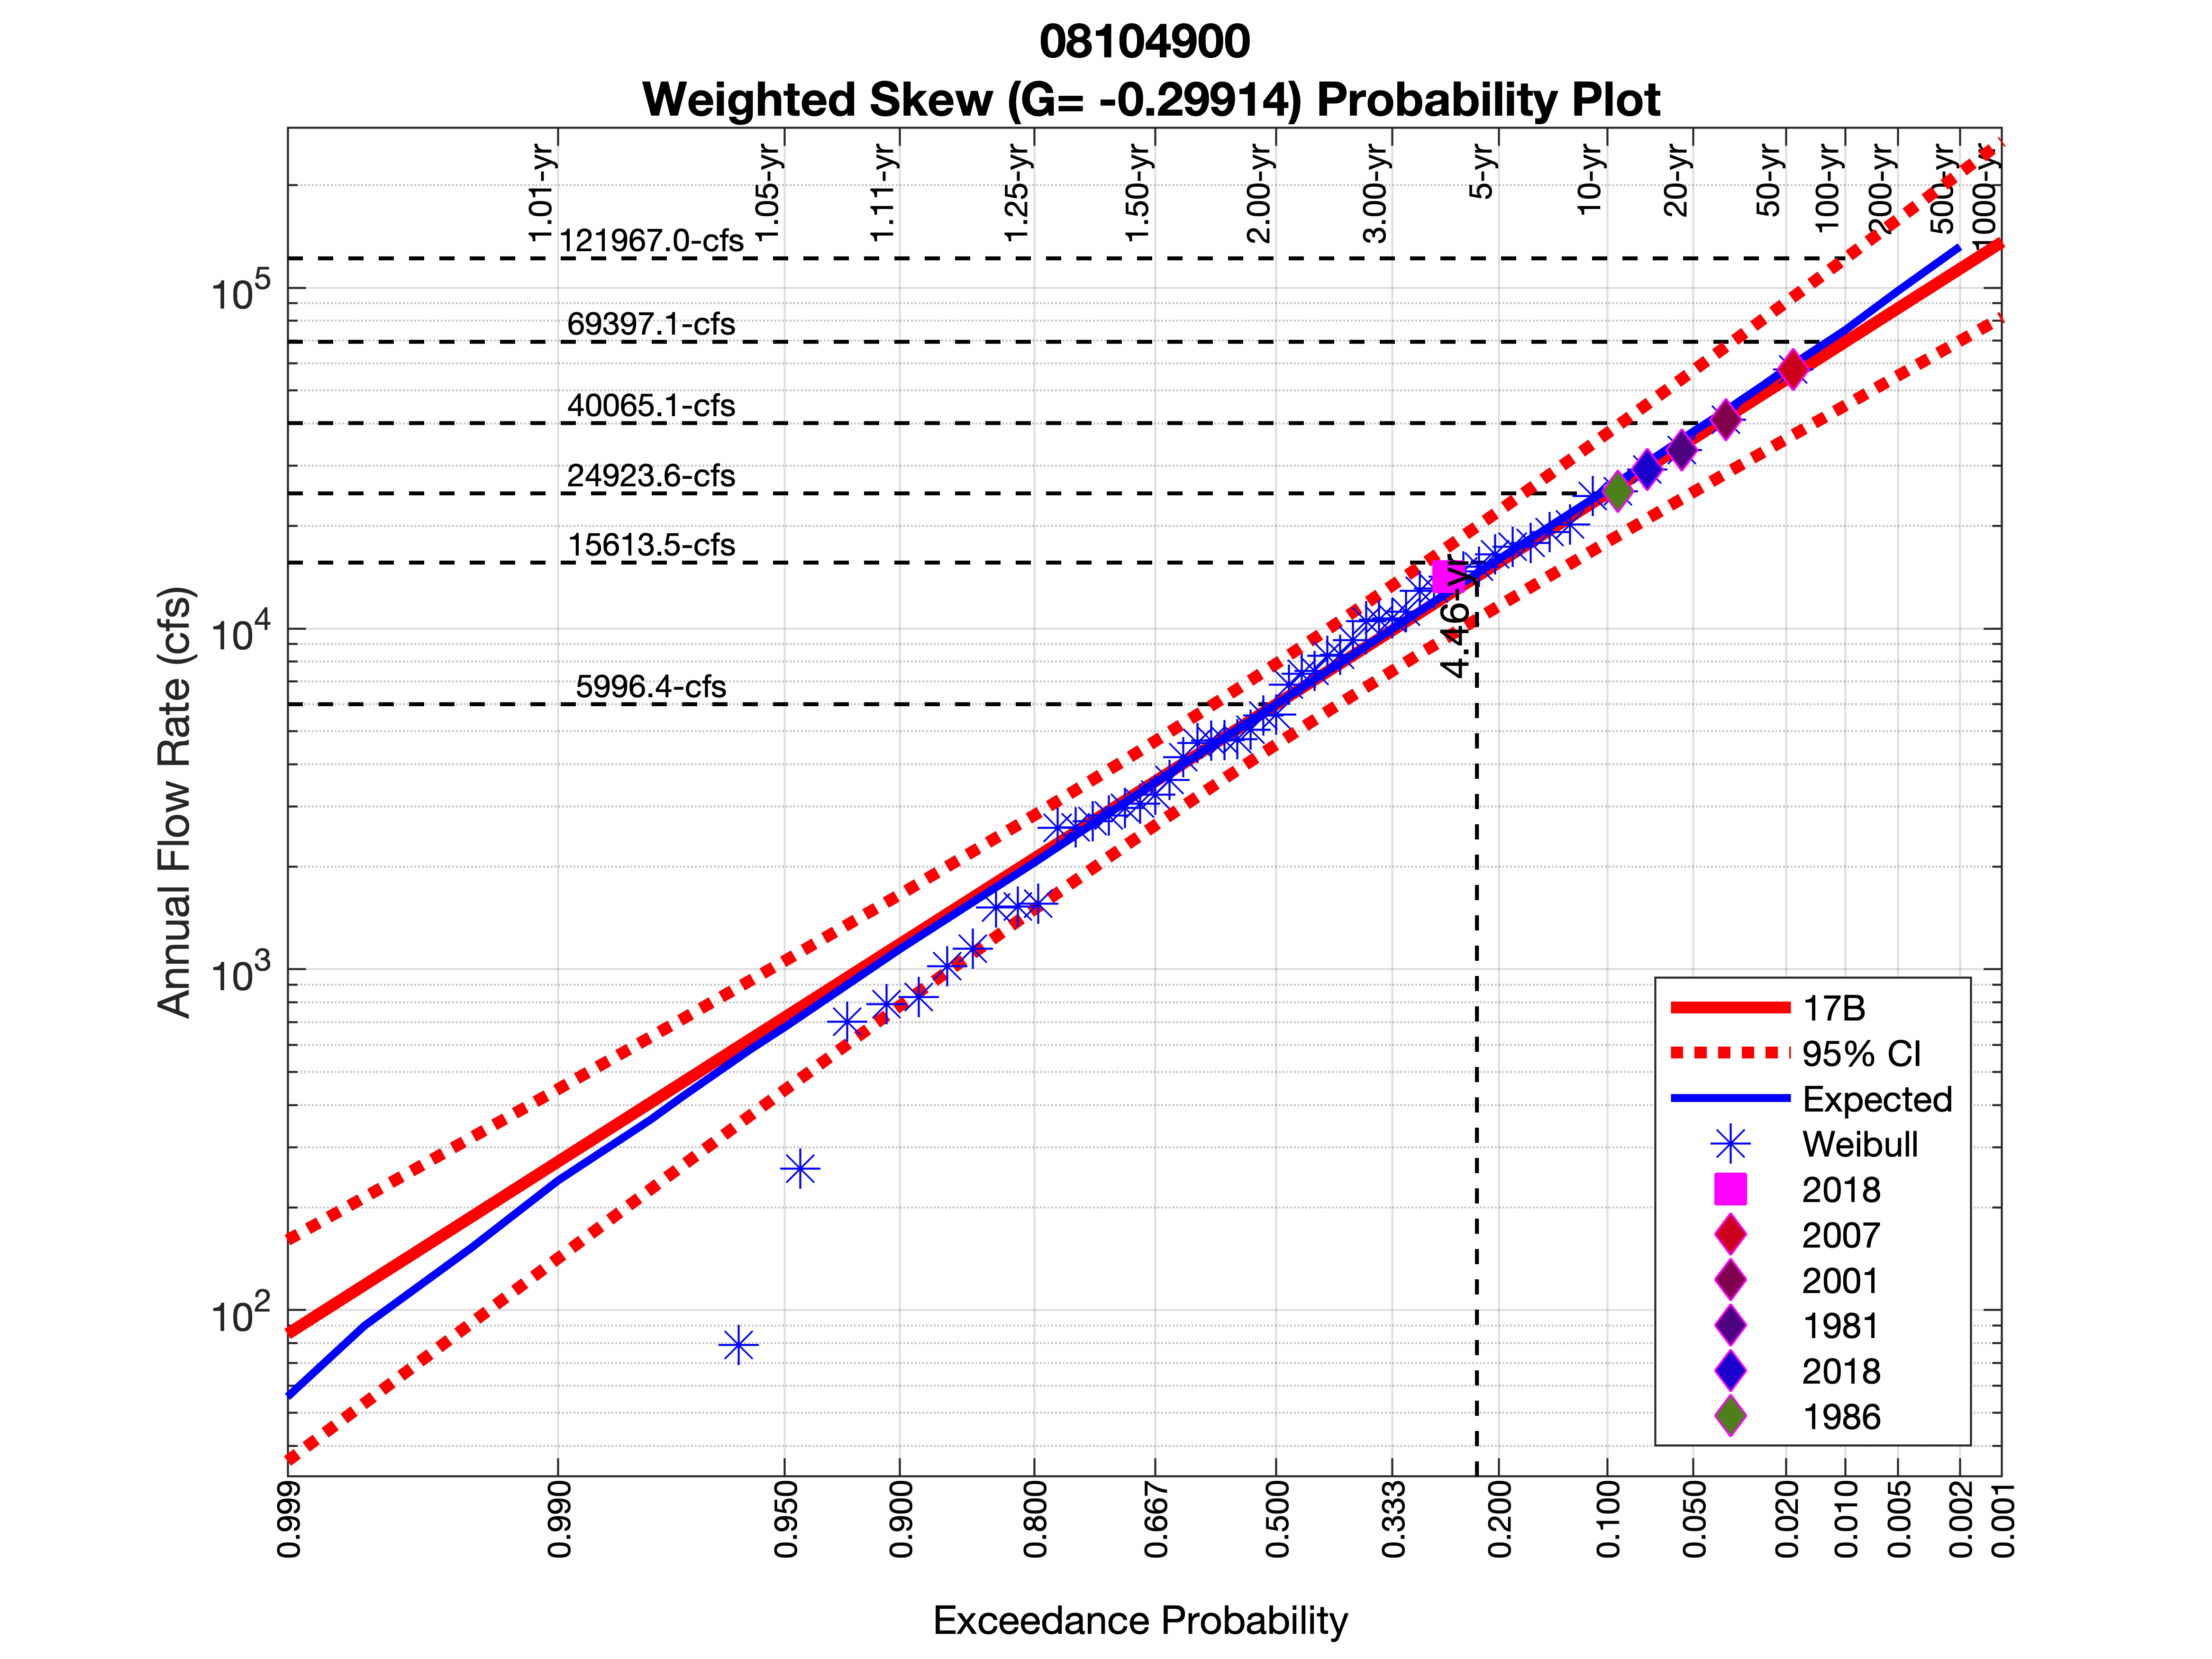 08104900
Weighted Skew (G= -0.29914) Probability Plot
1.01-yr
1.05-yr
1.11-yr
1.25-yr
1.50-yr
2.00-yr
3.00-yr
5-yr
10-yr
20-yr
50-yr
100-yr
200-yr
500-yr
1000-yr
121967.0-cfs
69397.1-cfs
40065.1-cfs
24923.6-cfs
15613.5-cfs
5996.4-cfs
4.46-yr
10^5
10^4
10^3
10^2
Annual Flow Rate (cfs)
17B
95% CI
Expected
Weibull
2018
2007
2001
1981
2018
1986
0.999
0.990
0.950
0.900
0.800
0.667
0.500
0.333
0.200
0.100
0.050
0.020
0.010
0.005
0.002
0.001
Exceedance Probability